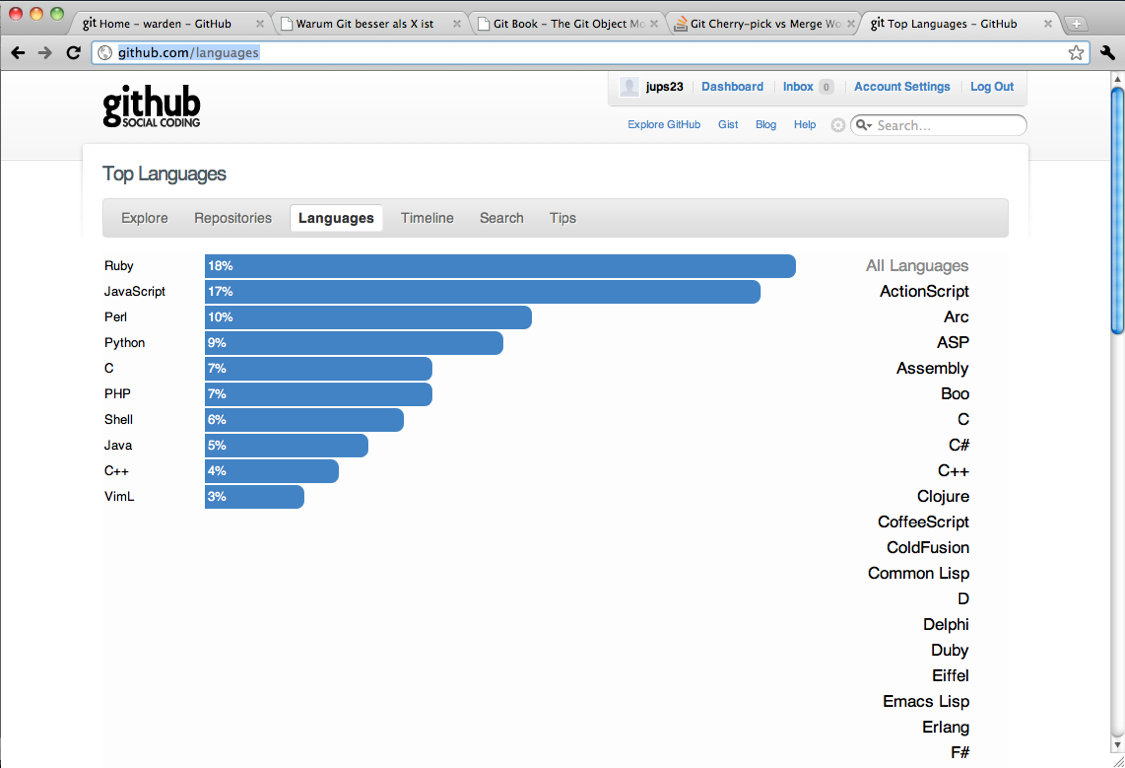 git Home – warden – GitHub
Warum Git besser als X ist
Git Book – The Git Object Mo
Git Cherry-pick vs Merge Wo
git Top Languages – GitHub
github.com/languages
github
SOCIAL CODING
jups23 Dashboard Inbox 0 Account Settings Log Out
Explore GitHub Gist Blog Help Search...
Top Languages
Explore Repositories Languages Timeline Search Tips
Ruby 18%
JavaScript 17%
Perl 10%
Python 9%
C 7%
PHP 7%
Shell 6%
Java 5%
C++ 4%
VimL 3%
All Languages
ActionScript
Arc
ASP
Assembly
Boo
C
C#
C++
Clojure
CoffeeScript
ColdFusion
Common Lisp
D
Delphi
Duby
Eiffel
Emacs Lisp
Erlang
F#